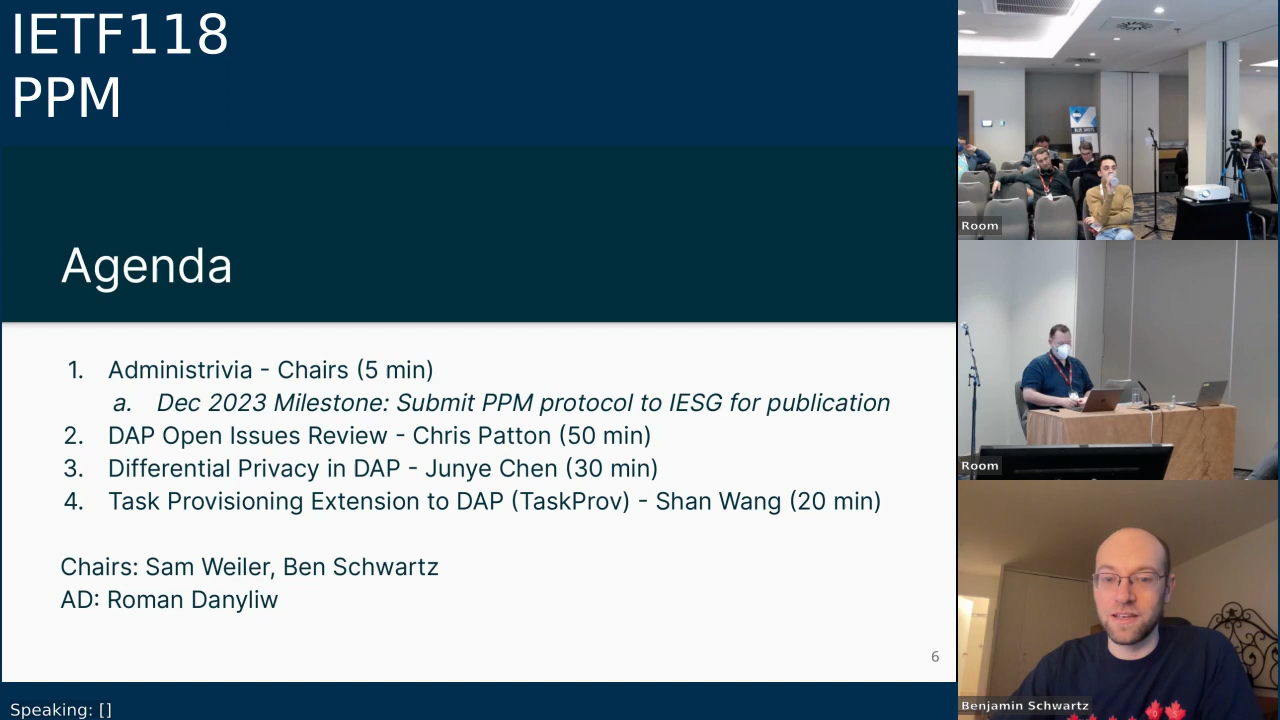 IETF118
PPM
Agenda
1. Administrivia - Chairs (5 min)
a. Dec 2023 Milestone: Submit PPM protocol to IESG for publication
2. DAP Open Issues Review - Chris Patton (50 min)
3. Differential Privacy in DAP - Junye Chen (30 min)
4. Task Provisioning Extension to DAP (TaskProv) - Shan Wang (20 min)
Chairs: Sam Weiler, Ben Schwartz
AD: Roman Danyliw
6
Speaking: []
Room
Room
Benjamin Schwartz